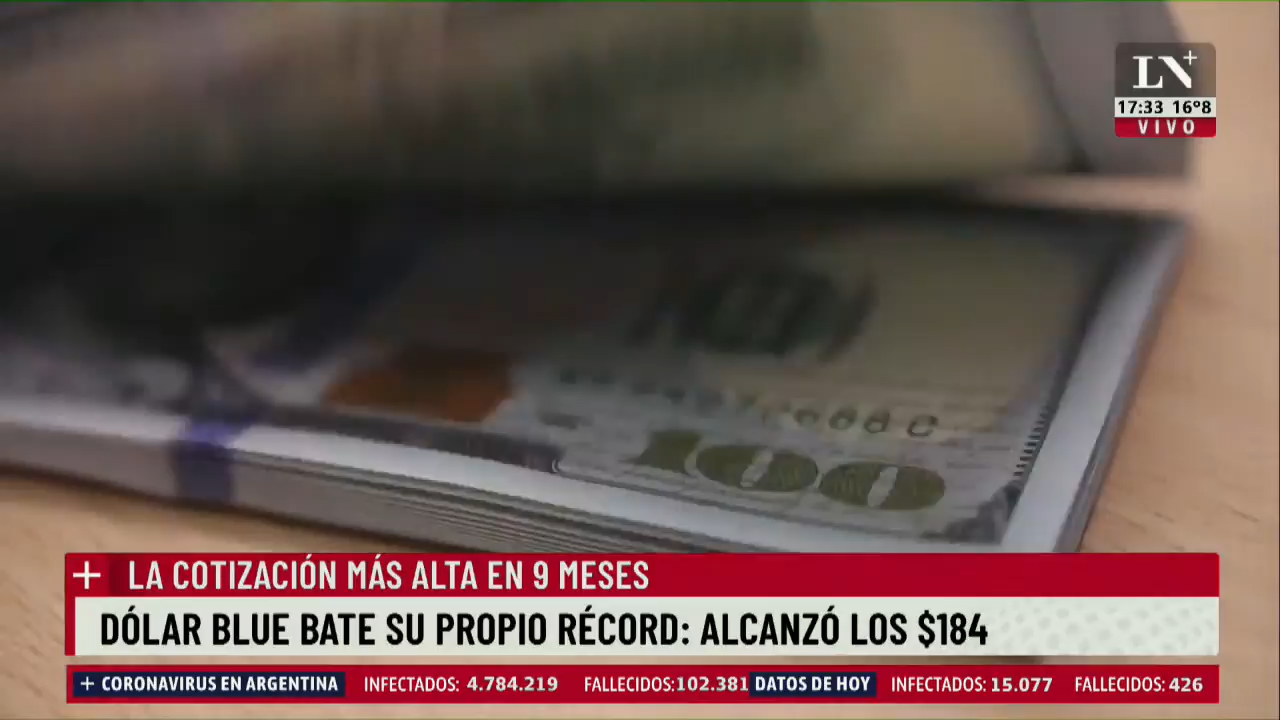 LN+
17:33 16º8
VIVO
100
+ LA COTIZACIÓN MÁS ALTA EN 9 MESES
DÓLAR BLUE BATE SU PROPIO RÉCORD: ALCANZÓ LOS $184
+ CORONAVIRUS EN ARGENTINA INFECTADOS: 4.784.219 FALLECIDOS:102.381 DATOS DE HOY INFECTADOS: 15.077 FALLECIDOS: 426